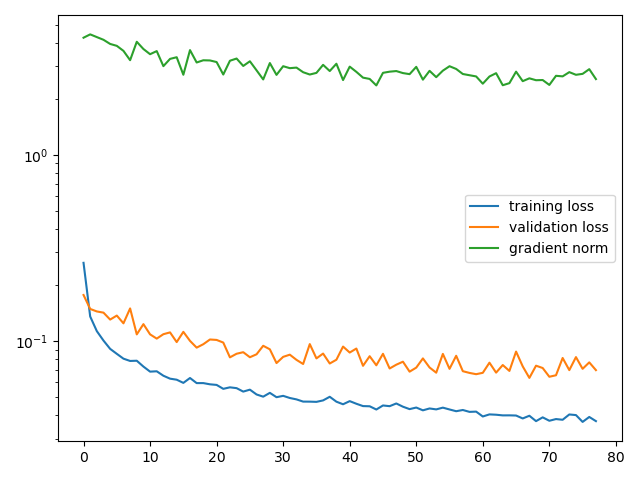 10⁰
10⁻¹
training loss
validation loss
gradient norm
0 10 20 30 40 50 60 70 80